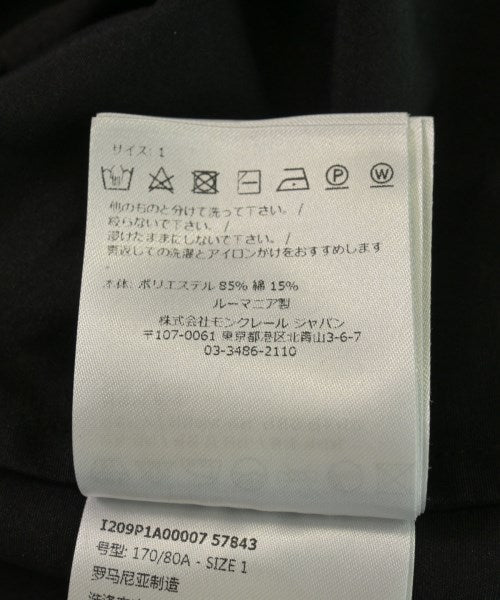 サイズ: 1
P W
他のものと分けて洗って下さい。/
絞らないで下さい。/
浸けたままにしないで下さい。/
裏返しての洗濯とアイロンがけをおすすめします
.
本体: ポリエステル 85% 綿 15%
ルーマニア製
株式会社モンクレール ジャパン
〒107-0061 東京都港区北青山3-6-7
03-3486-2110
I209P1A00007 57843
号型: 170/80A - SIZE 1
罗马尼亚制造